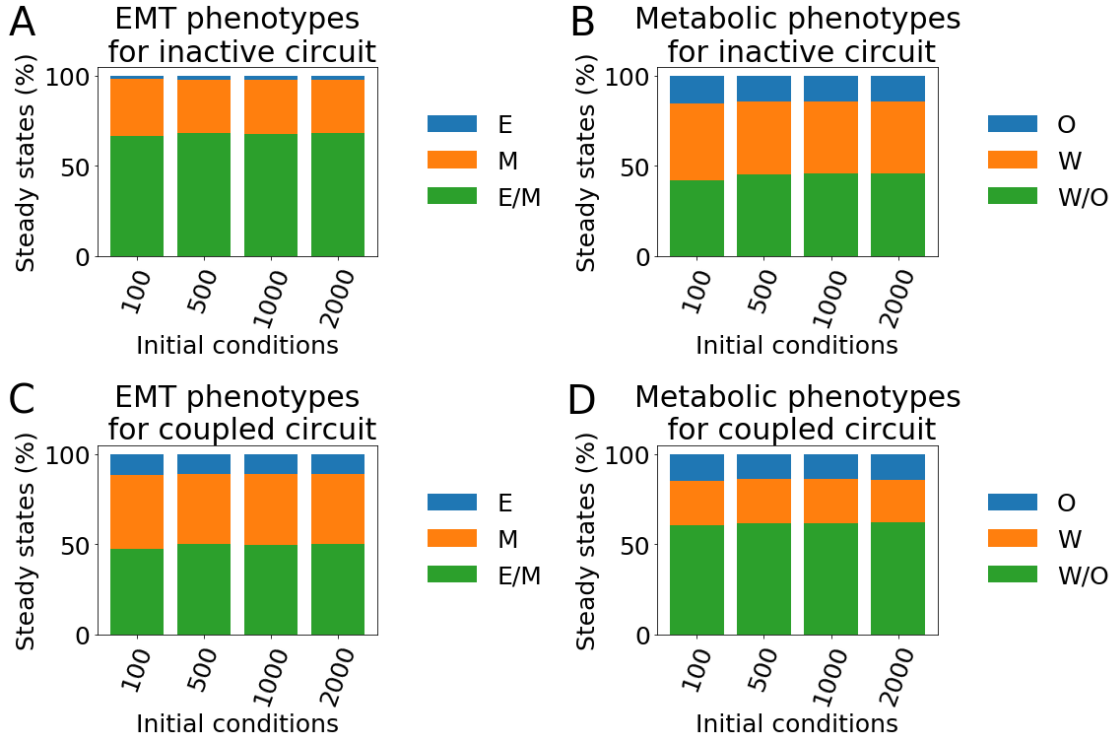 A
EMT phenotypes
for inactive circuit
Steady states (%)
100
50
0
100
500
1000
2000
Initial conditions
E
M
E/M
B
Metabolic phenotypes
for inactive circuit
Steady states (%)
100
50
0
100
500
1000
2000
Initial conditions
O
W
W/O
C
EMT phenotypes
for coupled circuit
Steady states (%)
100
50
0
100
500
1000
2000
Initial conditions
E
M
E/M
D
Metabolic phenotypes
for coupled circuit
Steady states (%)
100
50
0
100
500
1000
2000
Initial conditions
O
W
W/O